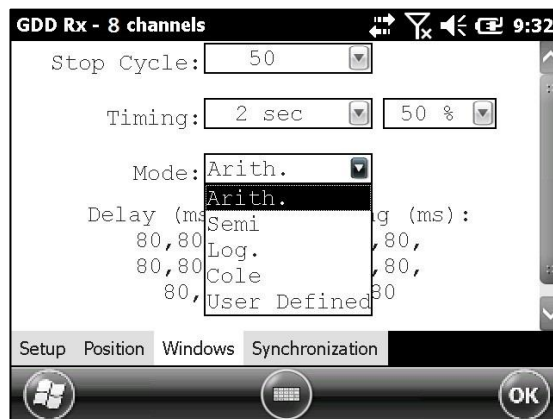 GDD Rx - 8 channels 9:32
Stop Cycle: 50
Timing: 2 sec 50 %
Mode: Arith.
Arith.
Semi
Log.
Cole
User Defined
Delay (ms g (ms):
80,80 ,80,
80,80 ,80,
80, 80
Setup Position Windows Synchronization
OK